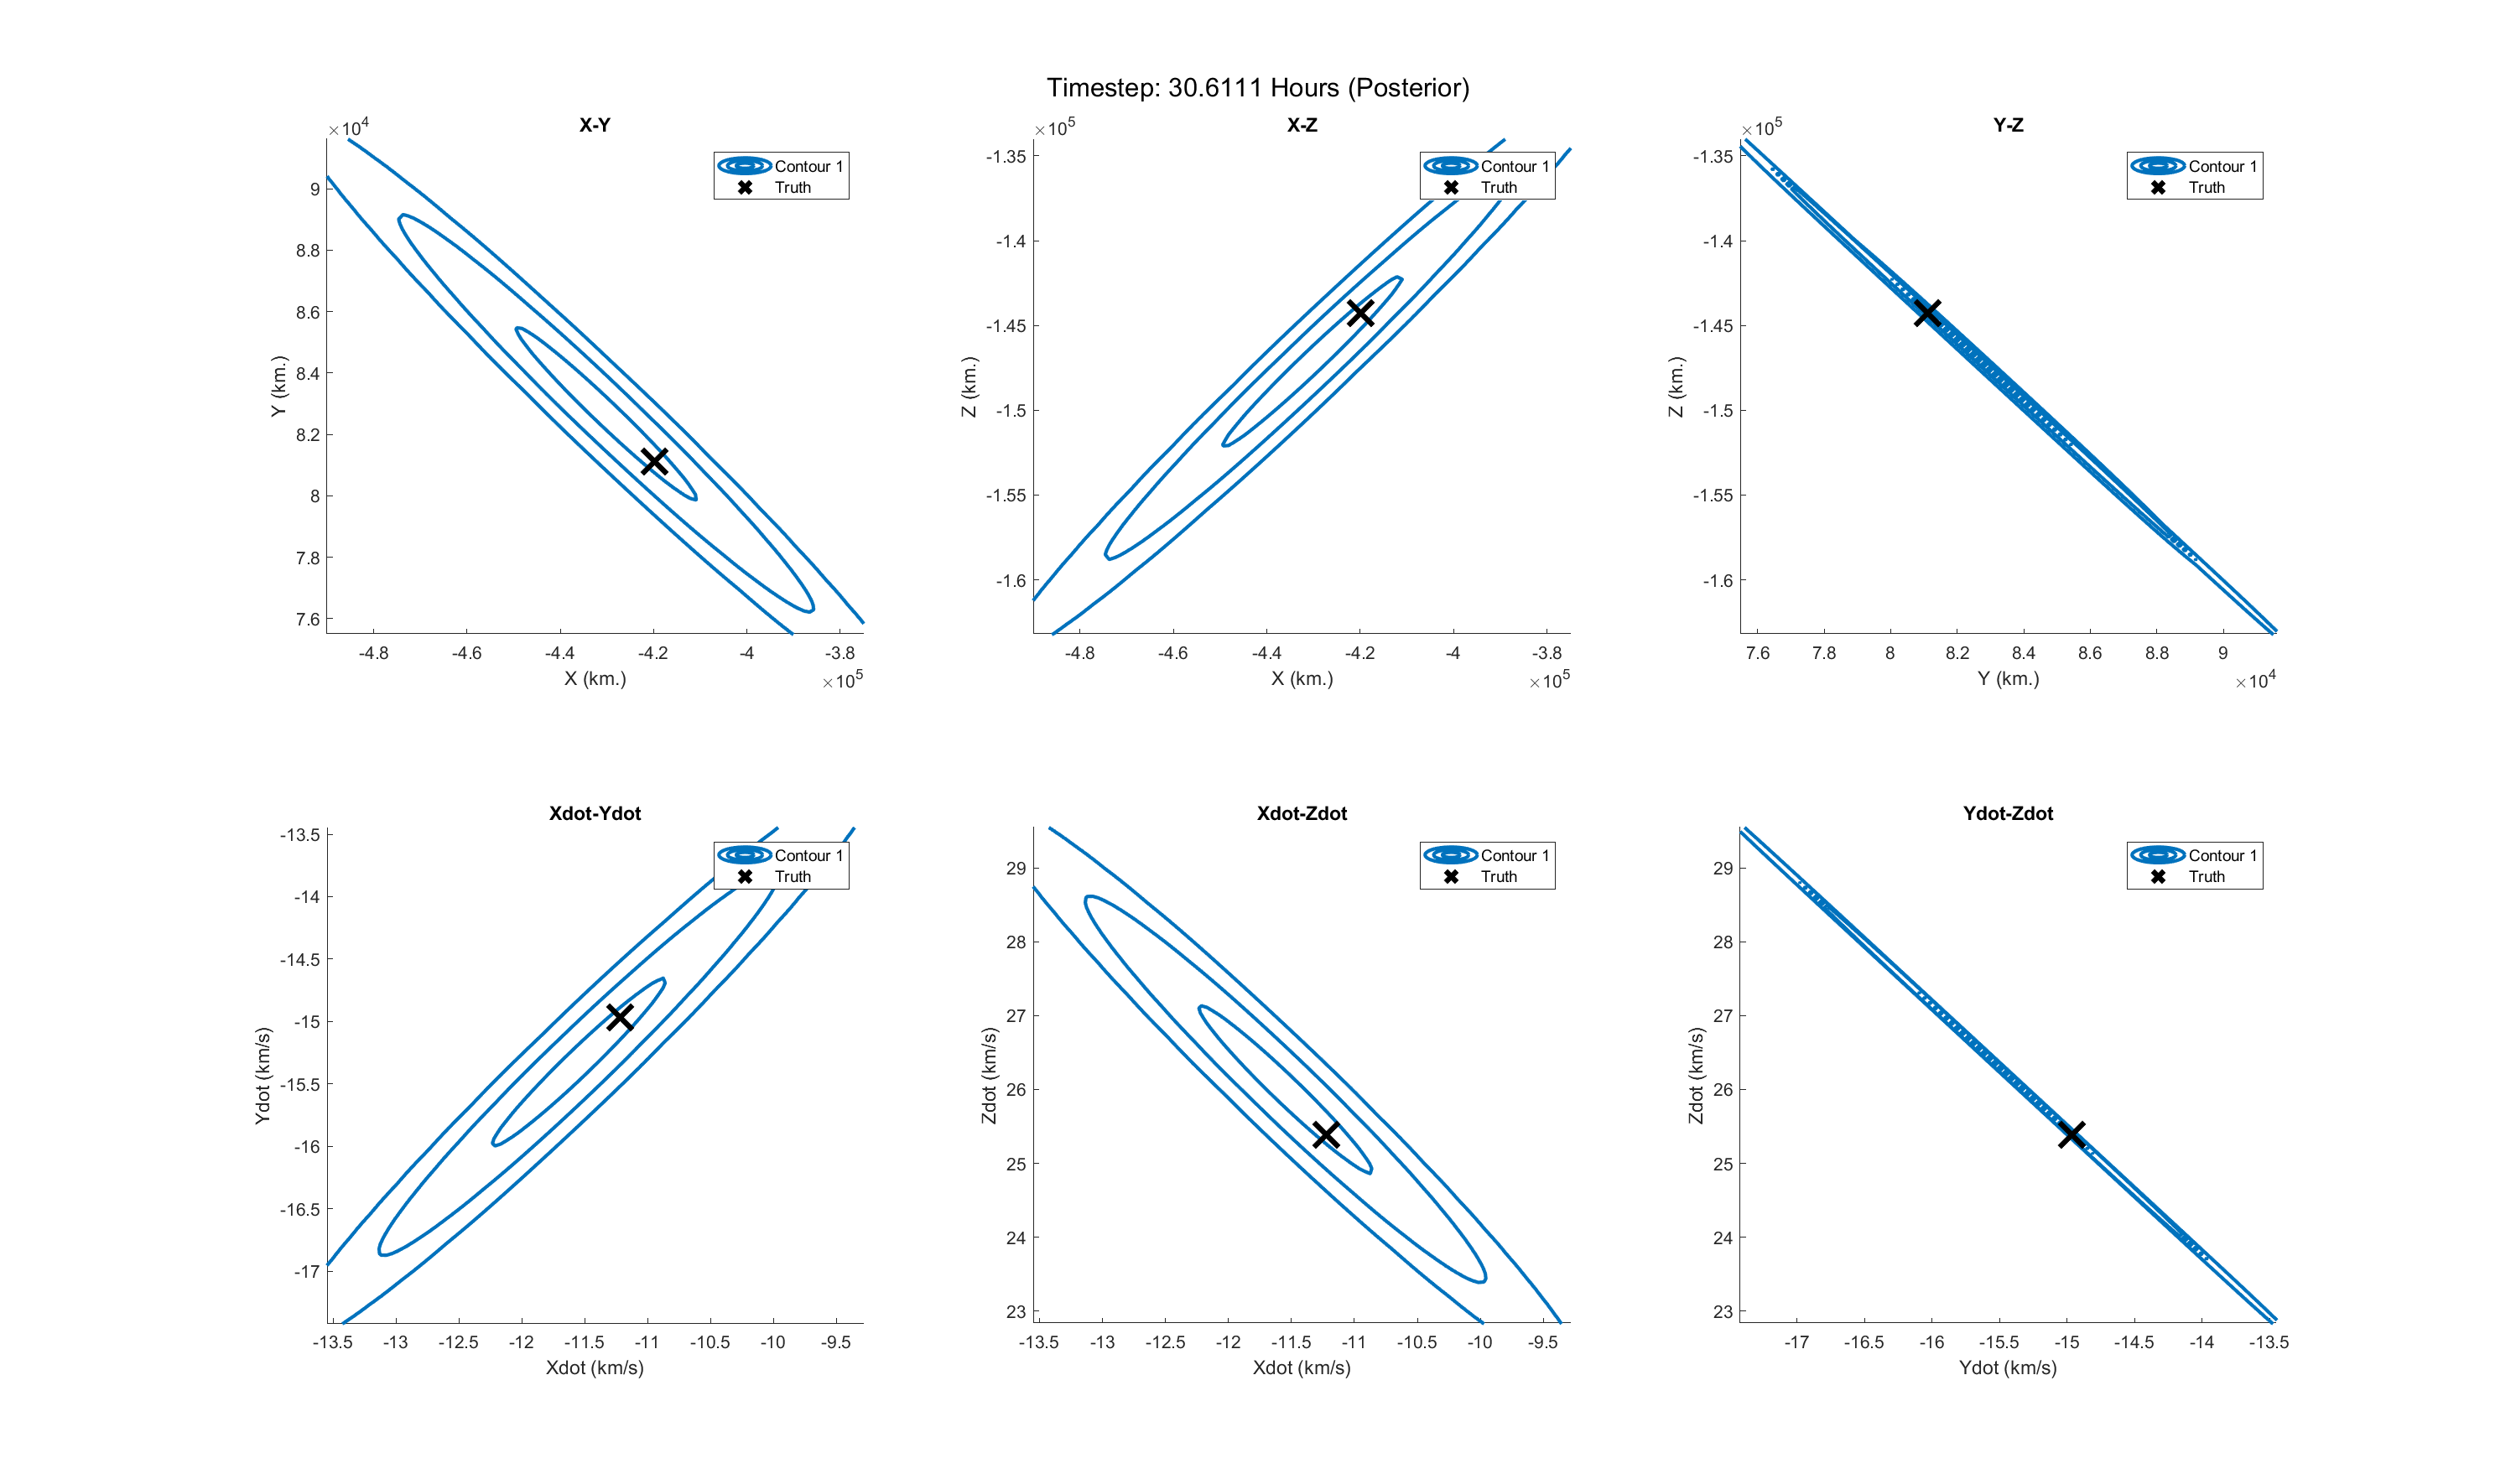 Timestep: 30.6111 Hours (Posterior)
X-Y
×10^4
9
8.8
8.6
8.4
8.2
8
7.8
7.6
Y (km.)
-4.8 -4.6 -4.4 -4.2 -4 -3.8
×10^5
X (km.)
Contour 1
Truth
X-Z
×10^5
-1.35
-1.4
-1.45
-1.5
-1.55
-1.6
Z (km.)
-4.8 -4.6 -4.4 -4.2 -4 -3.8
×10^5
X (km.)
Contour 1
Truth
Y-Z
×10^5
-1.35
-1.4
-1.45
-1.5
-1.55
-1.6
Z (km.)
7.6 7.8 8 8.2 8.4 8.6 8.8 9
×10^4
Y (km.)
Contour 1
Truth
Xdot-Ydot
-13.5
-14
-14.5
-15
-15.5
-16
-16.5
-17
Ydot (km/s)
-13.5 -13 -12.5 -12 -11.5 -11 -10.5 -10 -9.5
Xdot (km/s)
Contour 1
Truth
Xdot-Zdot
29
28
27
26
25
24
23
Zdot (km/s)
-13.5 -13 -12.5 -12 -11.5 -11 -10.5 -10 -9.5
Xdot (km/s)
Contour 1
Truth
Ydot-Zdot
29
28
27
26
25
24
23
Zdot (km/s)
-17 -16.5 -16 -15.5 -15 -14.5 -14 -13.5
Ydot (km/s)
Contour 1
Truth